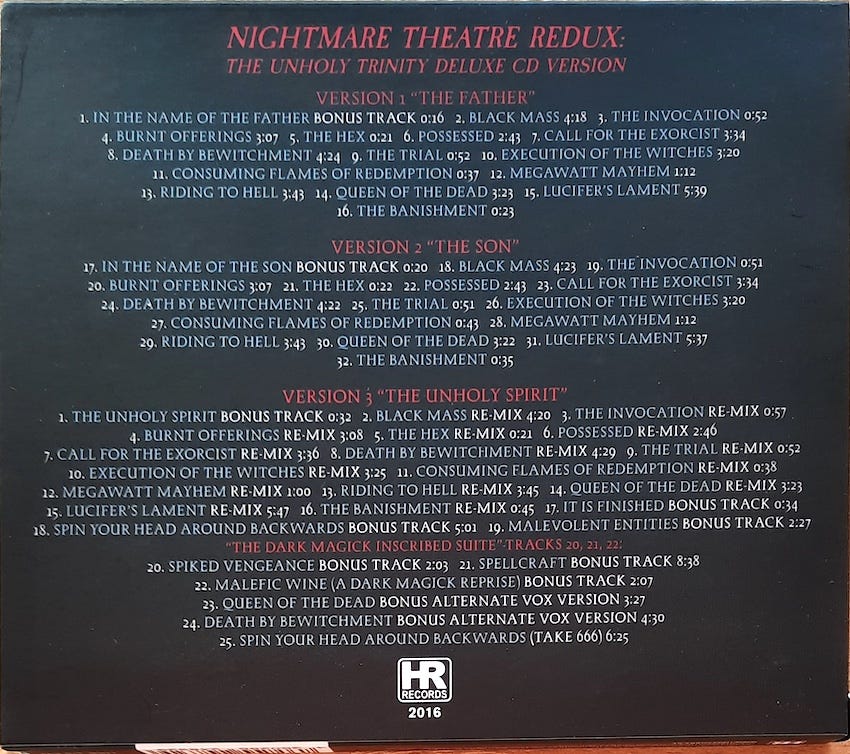 NIGHTMARE THEATRE REDUX:
THE UNHOLY TRINITY DELUXE CD VERSION
VERSION 1 "THE FATHER"
1. IN THE NAME OF THE FATHER BONUS TRACK 0:16 2. BLACK MASS 4:18 3. THE INVOCATION 0:52
4. BURNT OFFERINGS 3:07 5. THE HEX 0:21 6. POSSESSED 2:43 7. CALL FOR THE EXORCIST 3:34
8. DEATH BY BEWITCHMENT 4:24 9. THE TRIAL 0:52 10. EXECUTION OF THE WITCHES 3:20
11. CONSUMING FLAMES OF REDEMPTION 0:37 12. MEGAWATT MAYHEM 1:12
13. RIDING TO HELL 3:43 14. QUEEN OF THE DEAD 3:23 15. LUCIFER'S LAMENT 5:39
16. THE BANISHMENT 0:23
VERSION 2 "THE SON"
17. IN THE NAME OF THE SON BONUS TRACK 0:20 18. BLACK MASS 4:23 19. THE INVOCATION 0:51
20. BURNT OFFERINGS 3:07 21. THE HEX 0:22 22. POSSESSED 2:43 23. CALL FOR THE EXORCIST 3:34
24. DEATH BY BEWITCHMENT 4:22 25. THE TRIAL 0:51 26. EXECUTION OF THE WITCHES 3:20
27. CONSUMING FLAMES OF REDEMPTION 0:43 28. MEGAWATT MAYHEM 1:12
29. RIDING TO HELL 3:43 30. QUEEN OF THE DEAD 3:22 31. LUCIFER'S LAMENT 5:37
32. THE BANISHMENT 0:35
VERSION 3 "THE UNHOLY SPIRIT"
1. THE UNHOLY SPIRIT BONUS TRACK 0:32 2. BLACK MASS RE-MIX 4:20 3. THE INVOCATION RE-MIX 0:57
4. BURNT OFFERINGS RE-MIX 3:08 5. THE HEX RE-MIX 0:21 6. POSSESSED RE-MIX 2:46
7. CALL FOR THE EXORCIST RE-MIX 3:36 8. DEATH BY BEWITCHMENT RE-MIX 4:29 9. THE TRIAL RE-MIX 0:52
10. EXECUTION OF THE WITCHES RE-MIX 3:25 11. CONSUMING FLAMES OF REDEMPTION RE-MIX 0:38
12. MEGAWATT MAYHEM RE-MIX 1:00 13. RIDING TO HELL RE-MIX 3:45 14. QUEEN OF THE DEAD RE-MIX 3:23
15. LUCIFER'S LAMENT RE-MIX 5:47 16. THE BANISHMENT RE-MIX 0:45 17. IT IS FINISHED BONUS TRACK 0:34
18. SPIN YOUR HEAD AROUND BACKWARDS BONUS TRACK 5:01 19. MALEVOLENT ENTITIES BONUS TRACK 2:27
"THE DARK MAGICK INSCRIBED SUITE"-TRACKS 20, 21, 22:
20. SPIKED VENGEANCE BONUS TRACK 2:03 21. SPELLCRAFT BONUS TRACK 8:38
22. MALEFIC WINE (A DARK MAGICK REPRISE) BONUS TRACK 2:07
23. QUEEN OF THE DEAD BONUS ALTERNATE VOX VERSION 3:27
24. DEATH BY BEWITCHMENT BONUS ALTERNATE VOX VERSION 4:30
25. SPIN YOUR HEAD AROUND BACKWARDS (TAKE 666) 6:25
HR
RECORDS
2016